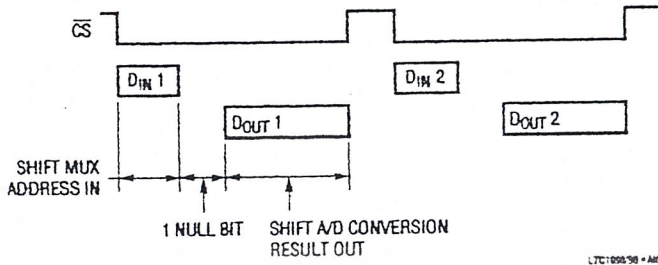 CS
DIN 1
DIN 2
DOUT 1
DOUT 2
SHIFT MUX
ADDRESS IN
1 NULL BIT
SHIFT A/D CONVERSION
RESULT OUT